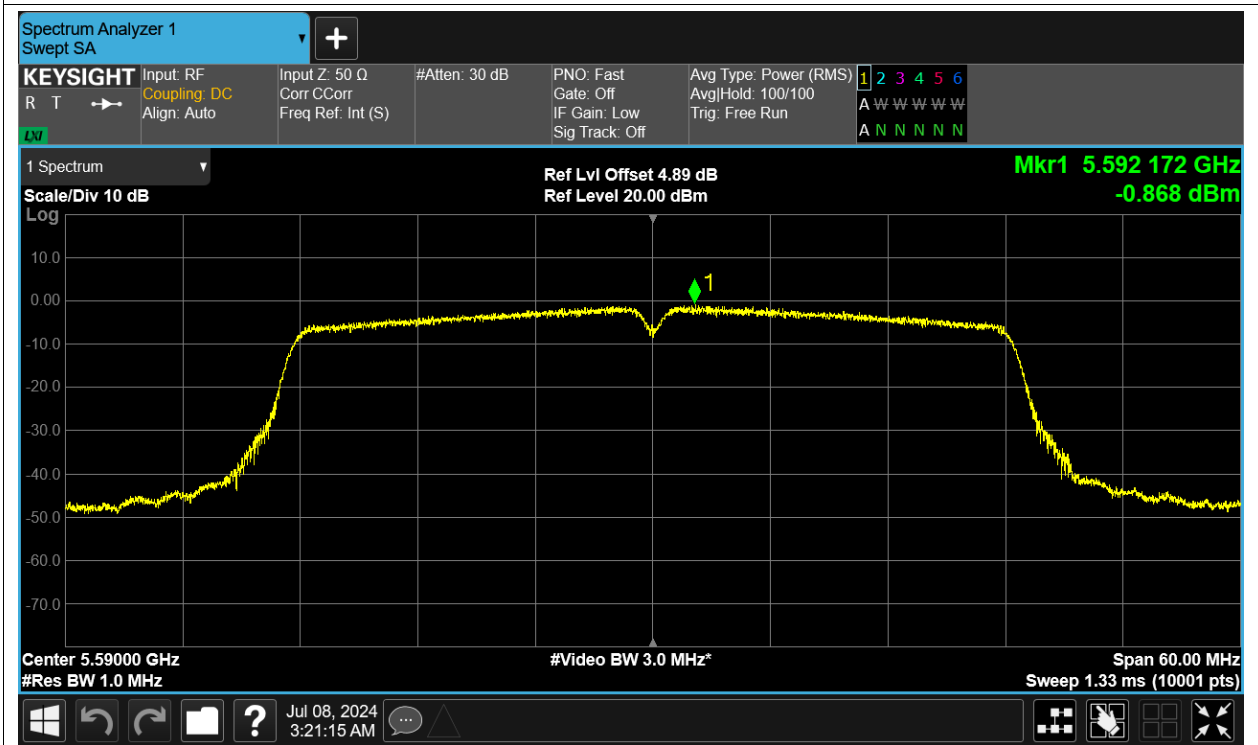 Spectrum Analyzer 1
Swept SA
KEYSIGHT
R T
LXI
Input: RF
Coupling: DC
Align: Auto
Input Z: 50 Ω
Corr CCorr
Freq Ref: Int (S)
#Atten: 30 dB
PNO: Fast
Gate: Off
IF Gain: Low
Sig Track: Off
Avg Type: Power (RMS)
Avg|Hold: 100/100
Trig: Free Run
1 2 3 4 5 6
A W W W W W
A N N N N N
1 Spectrum
Scale/Div 10 dB
Log
Ref Lvl Offset 4.89 dB
Ref Level 20.00 dBm
Mkr1 5.592 172 GHz
-0.868 dBm
1
10.0
0.00
-10.0
-20.0
-30.0
-40.0
-50.0
-60.0
-70.0
Center 5.59000 GHz
#Res BW 1.0 MHz
#Video BW 3.0 MHz*
Span 60.00 MHz
Sweep 1.33 ms (10001 pts)
?
Jul 08, 2024
3:21:15 AM